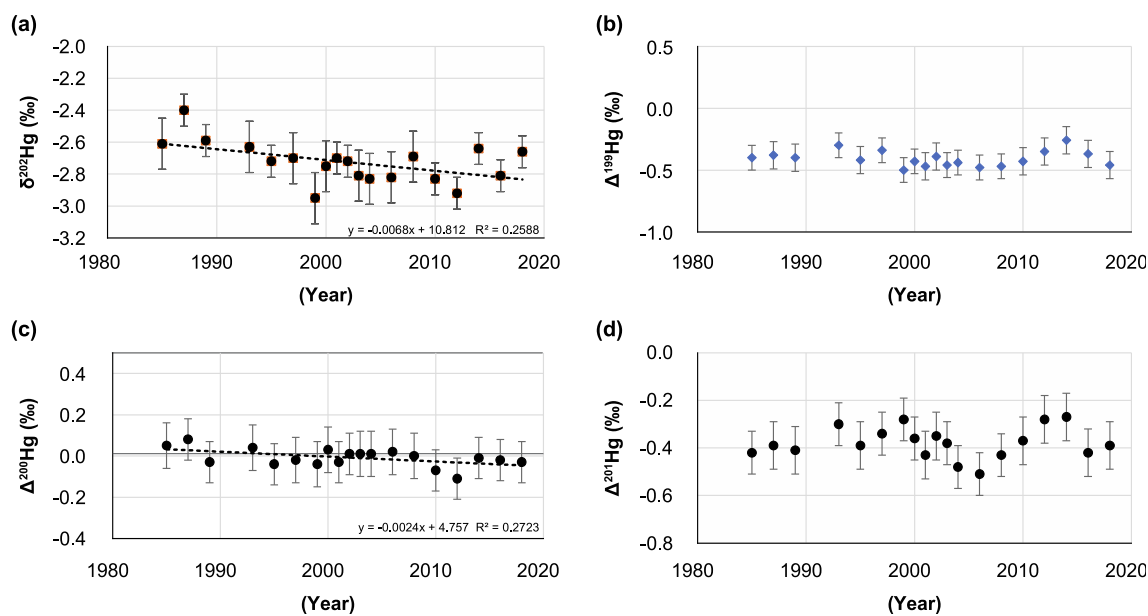 (a)
δ²⁰²Hg (‰)
-2.0
-2.2
-2.4
-2.6
-2.8
-3.0
-3.2
y = -0.0068x + 10.812 R² = 0.2588
1980 1990 2000 2010 2020
(Year)
(b)
Δ¹⁹⁹Hg (‰)
0.5
0.0
-0.5
-1.0
1980 1990 2000 2010 2020
(Year)
(c)
Δ²⁰⁰Hg (‰)
0.4
0.2
0.0
-0.2
-0.4
y = -0.0024x + 4.757 R² = 0.2723
1980 1990 2000 2010 2020
(Year)
(d)
Δ²⁰¹Hg (‰)
0.0
-0.2
-0.4
-0.6
-0.8
1980 1990 2000 2010 2020
(Year)